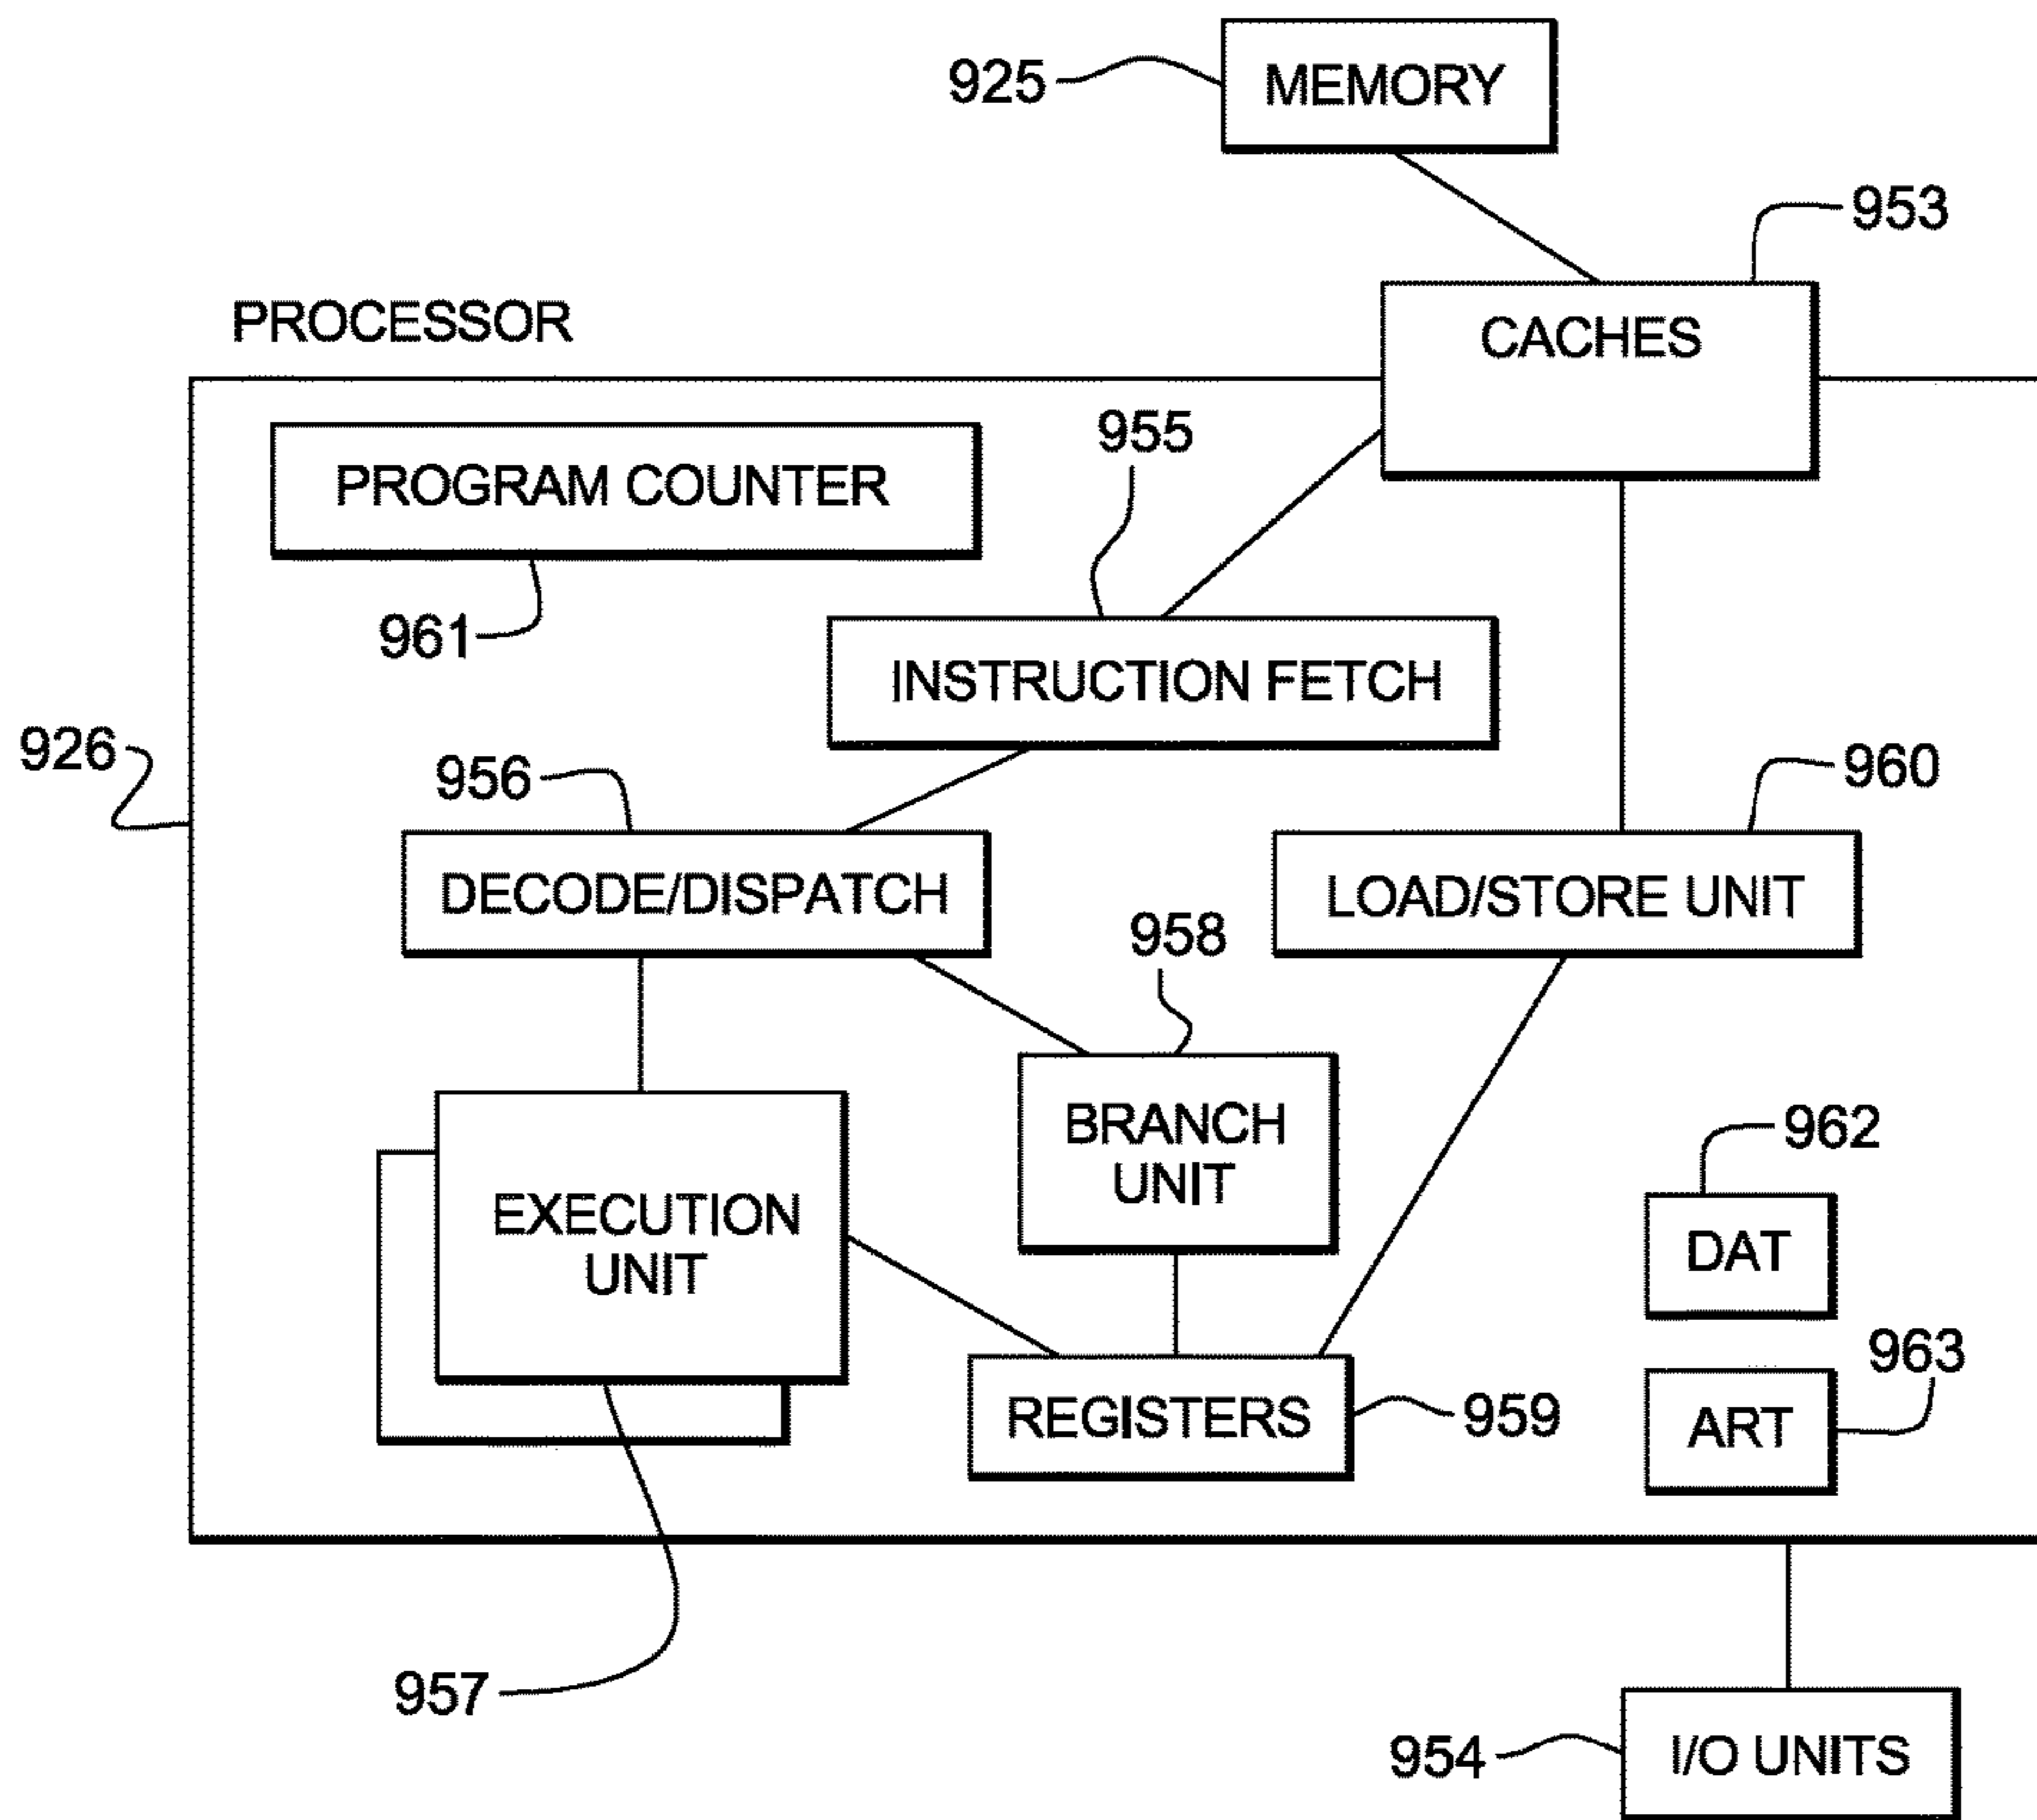 925
MEMORY
953
PROCESSOR
CACHES
955
PROGRAM COUNTER
961
INSTRUCTION FETCH
926
956
960
DECODE/DISPATCH
LOAD/STORE UNIT
958
BRANCH
UNIT
962
EXECUTION
UNIT
DAT
963
REGISTERS
959
ART
957
954
I/O UNITS